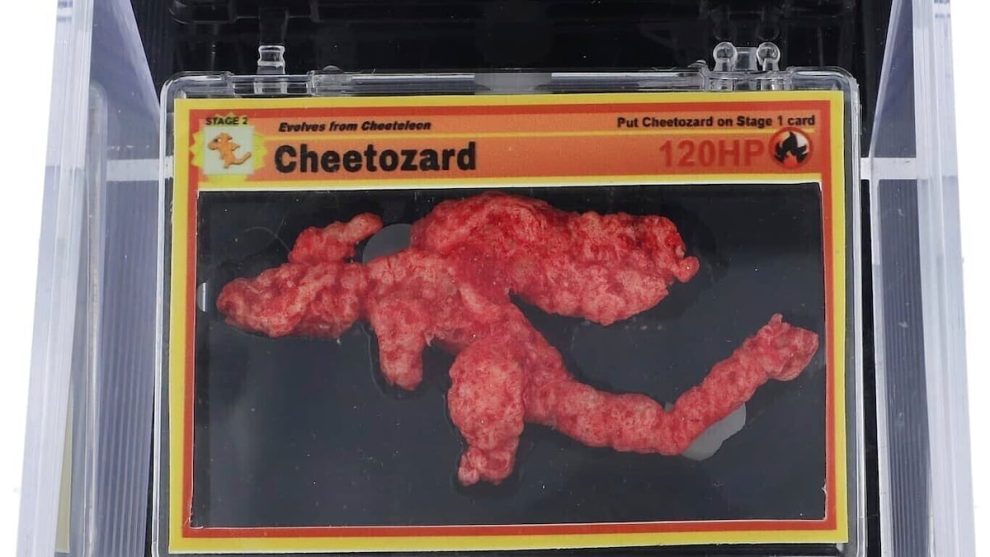 STAGE 2
Evolves from Cheeteleon
Put Cheetozard on Stage 1 card
Cheetozard
120HP